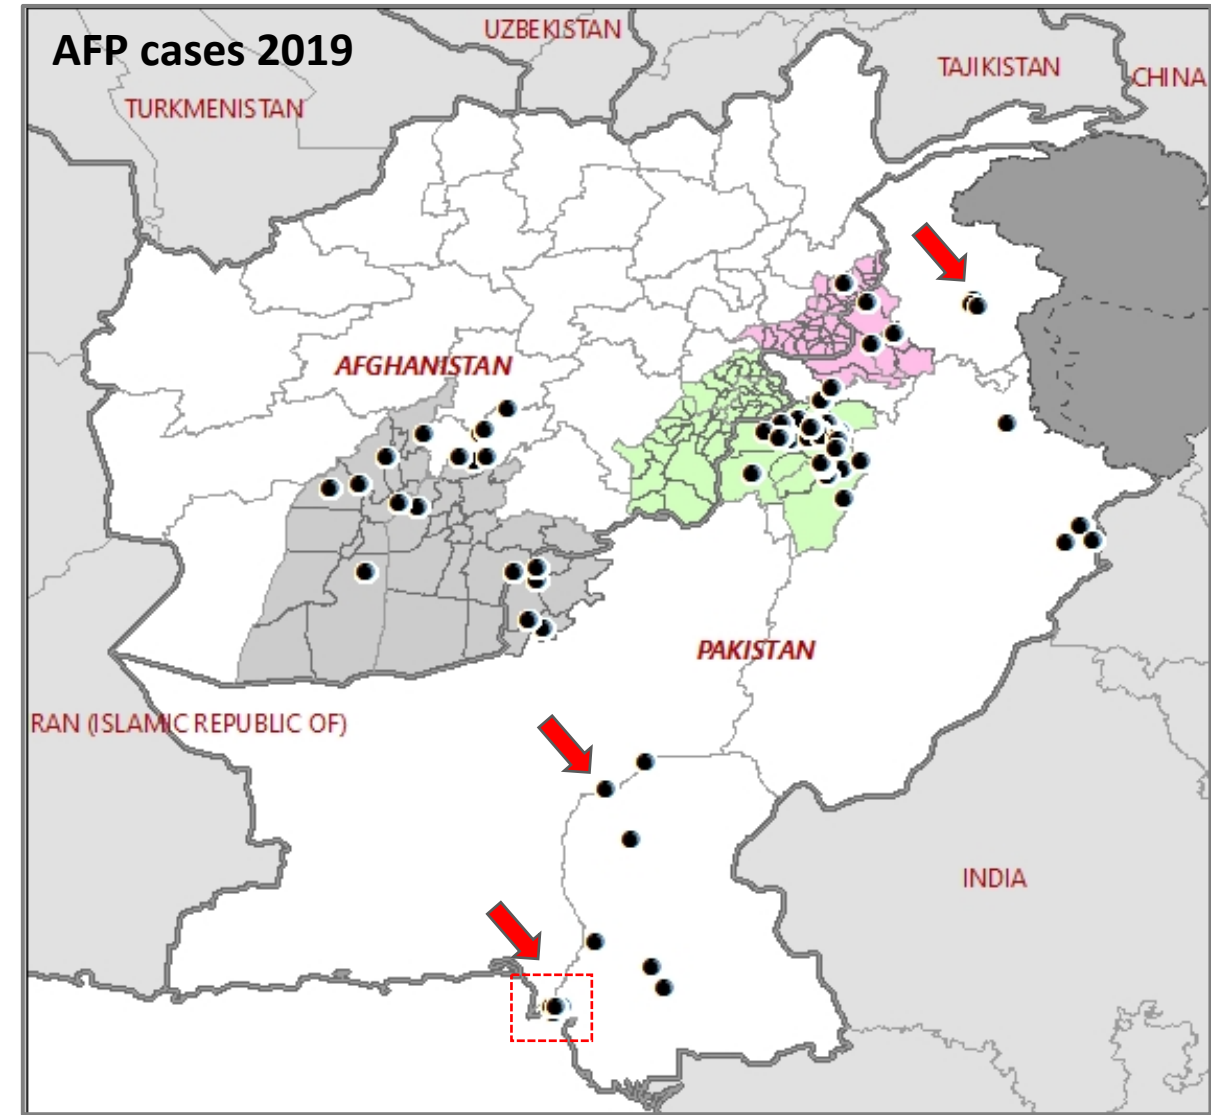 UZBEKISTAN
AFP cases 2019
TAJIKISTAN
CHINA
TURKMENISTAN
AFGHANISTAN
PAKISTAN
RAN (ISLAMIC REPUBLIC OF)
INDIA